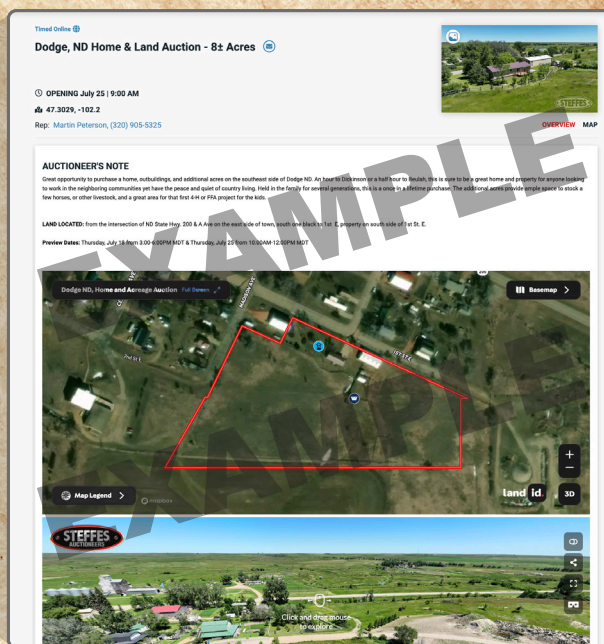 Timed Online
Dodge, ND Home & Land Auction - 8± Acres
OPENING July 25 | 9:00 AM
47.3029, -102.2
Rep: Martin Peterson, (320) 905-5325
STEFFES
OVERVIEW MAP
AUCTIONEER'S NOTE
Great opportunity to purchase a home, outbuildings, and additional acres on the southeast side of Dodge ND. An hour to Dickinson or a half hour to Beulah, this is sure to be a great home and property for anyone looking
to work in the neighboring communities yet have the peace and quiet of country living. Held in the family for several generations, this is a once in a lifetime purchase. The additional acres provide ample space to stock a
few horses, or other livestock, and a great area for that first 4-H or FFA project for the kids.
LAND LOCATED: from the intersection of ND State Hwy. 200 & A Ave on the east side of town, south one black to 1st E, property on south side of 1st St. E.
Preview Dates: Thursday, July 18 from 3:00-6:00PM MDT & Thursday, July 25 from 10:00AM-12:00PM MDT
EXAMPLE
Dodge ND, Home and Acreage Auction Full Screen
Basemap
200
MADISON AVE
2nd St E
1ST ST E
+
−
Map Legend
mapbox
land id.
3D
EXAMPLE
STEFFES
AUCTIONEERS
Click and drag mouse
to explore